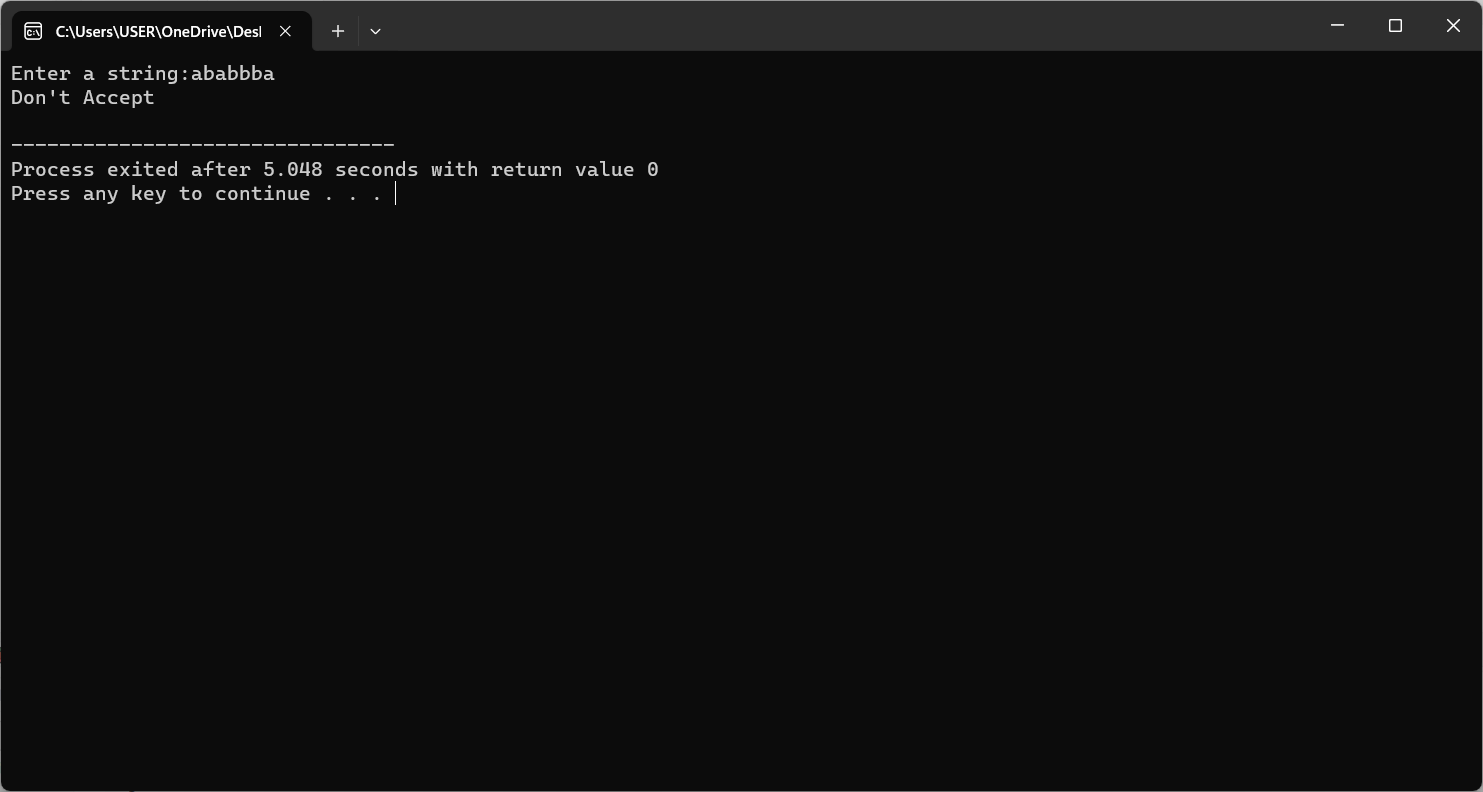 C:\Users\USER\OneDrive\Desl
Enter a string:ababbba
Don't Accept
--------------------------------
Process exited after 5.048 seconds with return value 0
Press any key to continue . . .